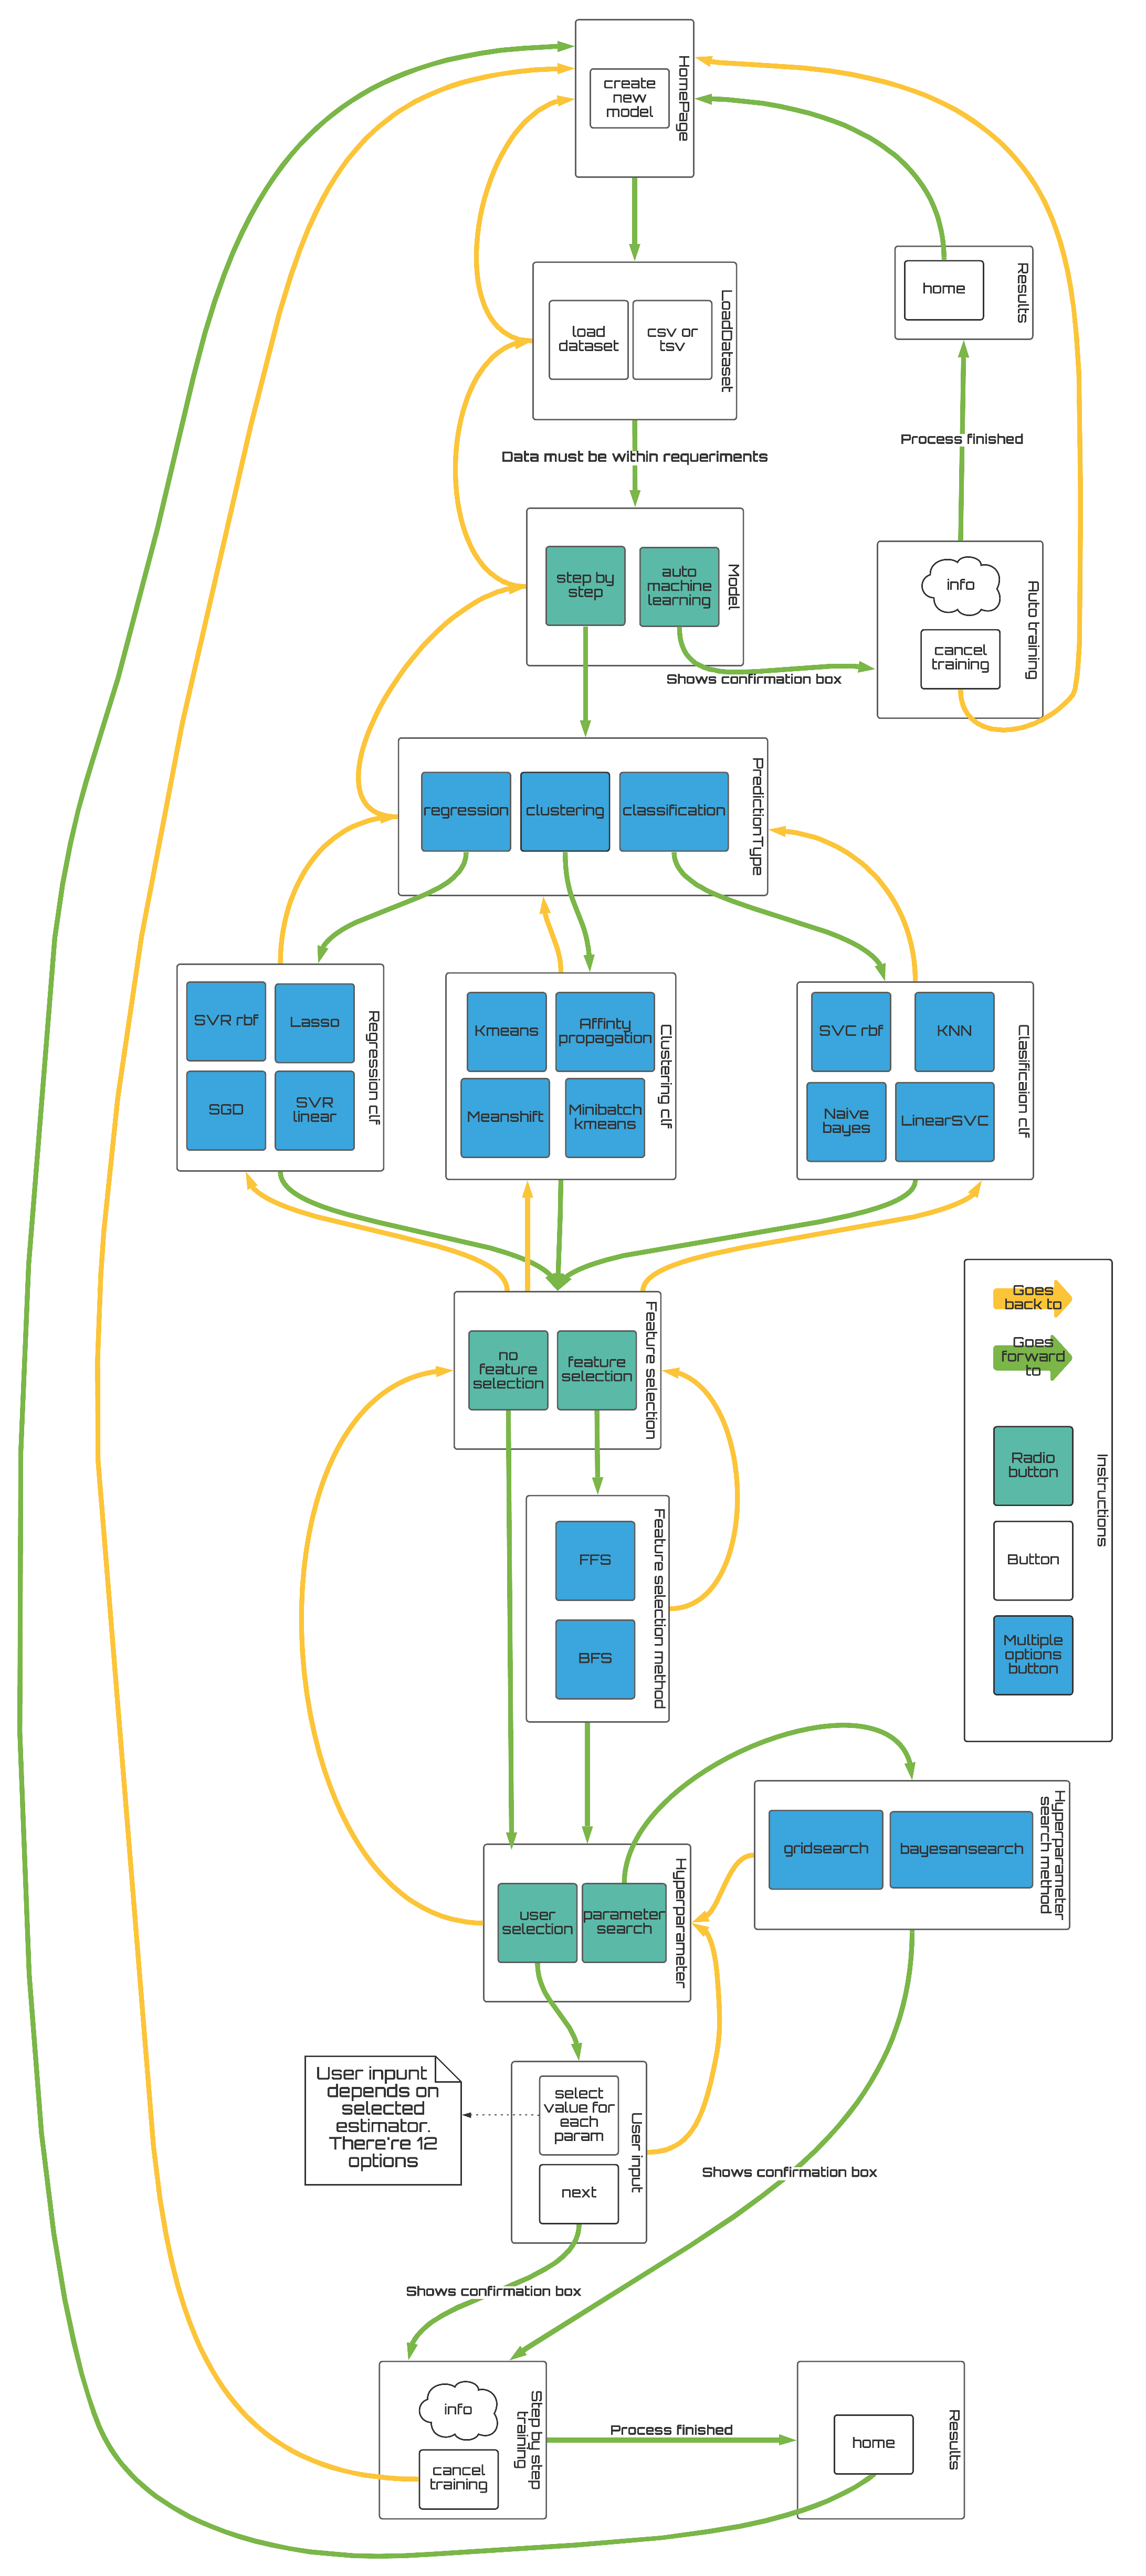 HomePage
create
new
model
LoadDataset
load
dataset
csv or
tsv
Results
home
Data must be within requeriments
Process finished
Model
step by
step
auto
machine
learning
Auto training
info
cancel
training
Shows confirmation box
PredictionType
regression
clustering
classification
Regression clf
SVR rbf
Lasso
SGD
SVR
linear
Clustering clf
Kmeans
Affinty
propagation
Meanshift
Minibatch
kmeans
Clasificaion clf
SVC rbf
KNN
Naive
bayes
LinearSVC
Feature selection
no
feature
selection
feature
selection
Instructions
Goes
back to
Goes
forward
to
Radio
button
Button
Multiple
options
button
Feature selection method
FFS
BFS
Hyperparameter
search method
gridsearch
bayesansearch
Hyperparameter
user
selection
parameter
search
User input
select
value for
each
param
next
User inpunt
depends on
selected
estimator.
There're 12
options
Shows confirmation box
Shows confirmation box
Step by step
training
info
cancel
training
Process finished
Results
home